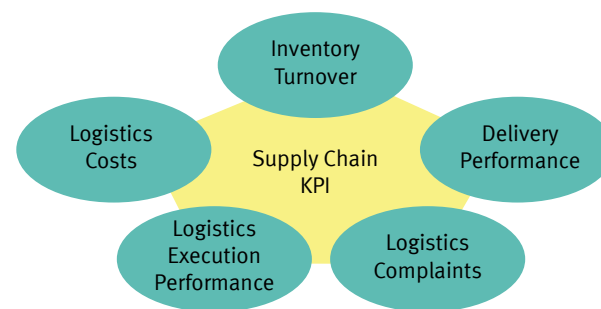 Inventory
Turnover
Logistics
Costs
Delivery
Performance
Supply Chain
KPI
Logistics
Execution
Performance
Logistics
Complaints